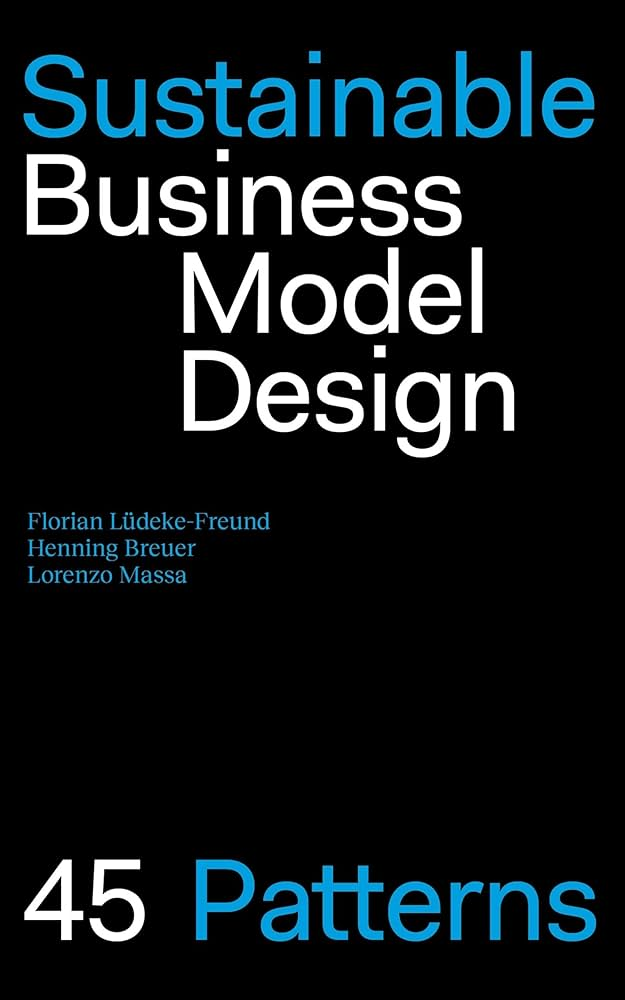 Sustainable
Business
Model
Design
Florian Lüdeke-Freund
Henning Breuer
Lorenzo Massa
45 Patterns